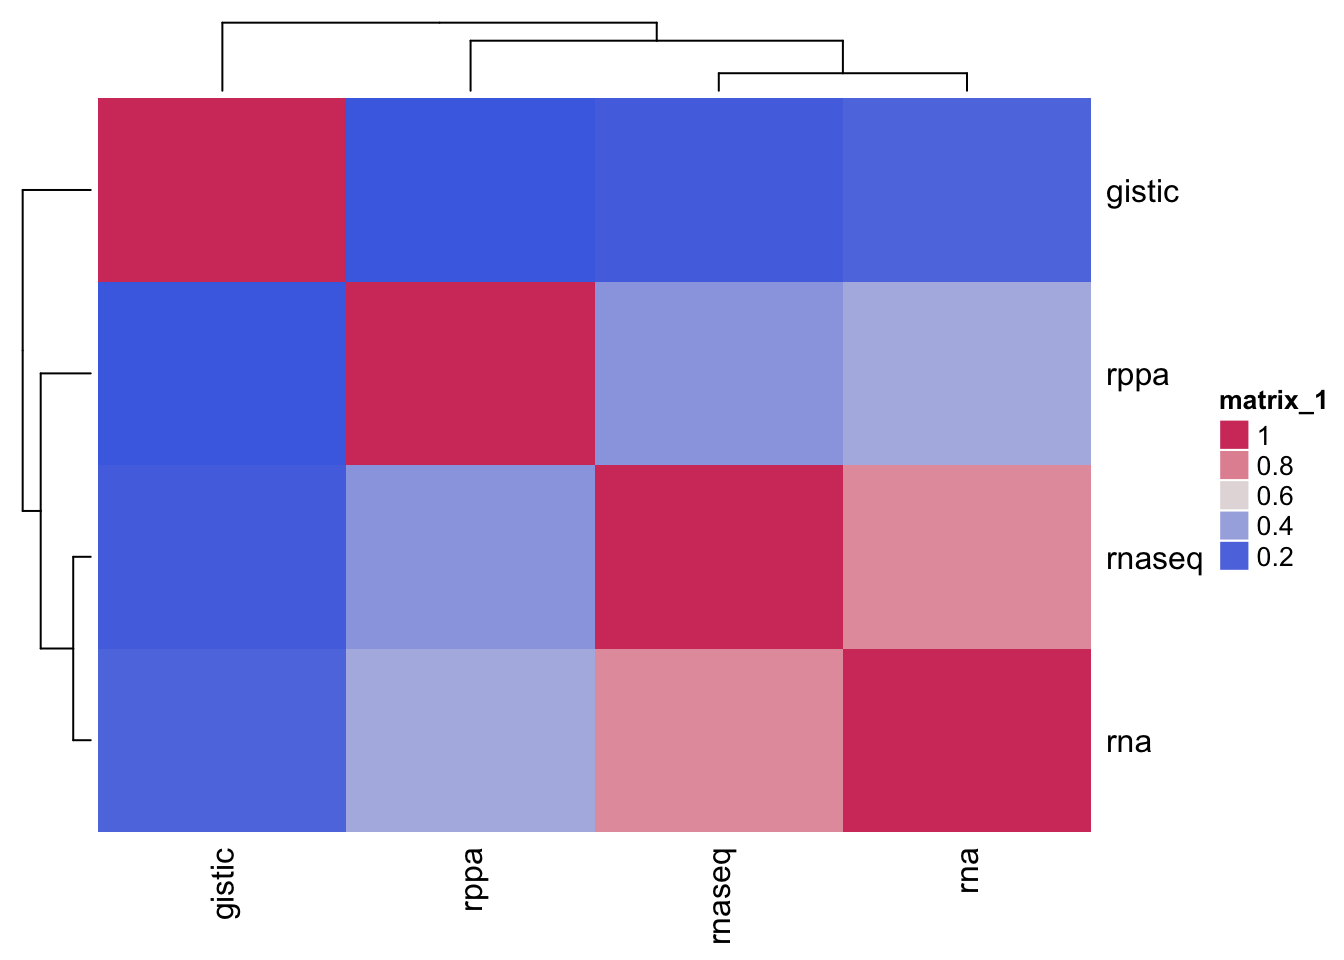 gistic
rppa
rnaseq
rna
matrix_1
1
0.8
0.6
0.4
0.2
gistic
rppa
rnaseq
rna